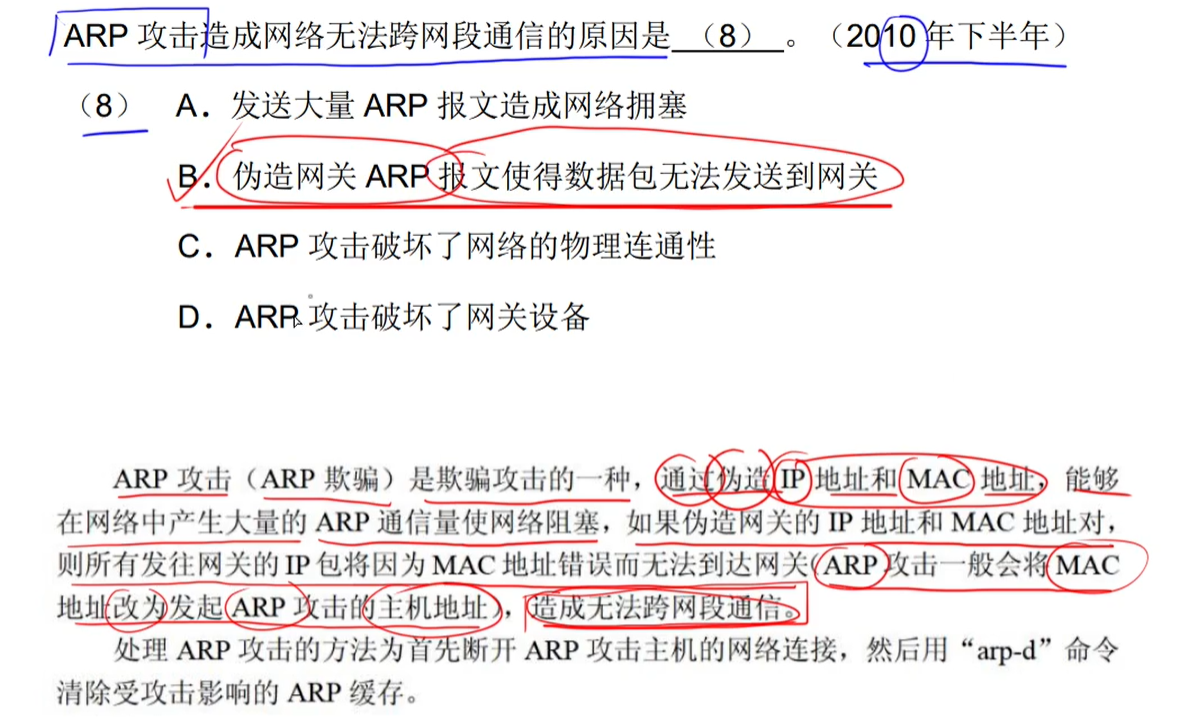 ARP 攻击造成网络无法跨网段通信的原因是 （8） 。（2010 年下半年）
（8） A．发送大量 ARP 报文造成网络拥塞
B．伪造网关 ARP 报文使得数据包无法发送到网关
C．ARP 攻击破坏了网络的物理连通性
D．ARP 攻击破坏了网关设备
ARP 攻击（ARP 欺骗）是欺骗攻击的一种，通过伪造 IP 地址和 MAC 地址，能够
在网络中产生大量的 ARP 通信量使网络阻塞，如果伪造网关的 IP 地址和 MAC 地址对，
则所有发往网关的 IP 包将因为 MAC 地址错误而无法到达网关（ARP 攻击一般会将 MAC
地址改为发起 ARP 攻击的主机地址），造成无法跨网段通信。
处理 ARP 攻击的方法为首先断开 ARP 攻击主机的网络连接，然后用“arp-d”命令
清除受攻击影响的 ARP 缓存。